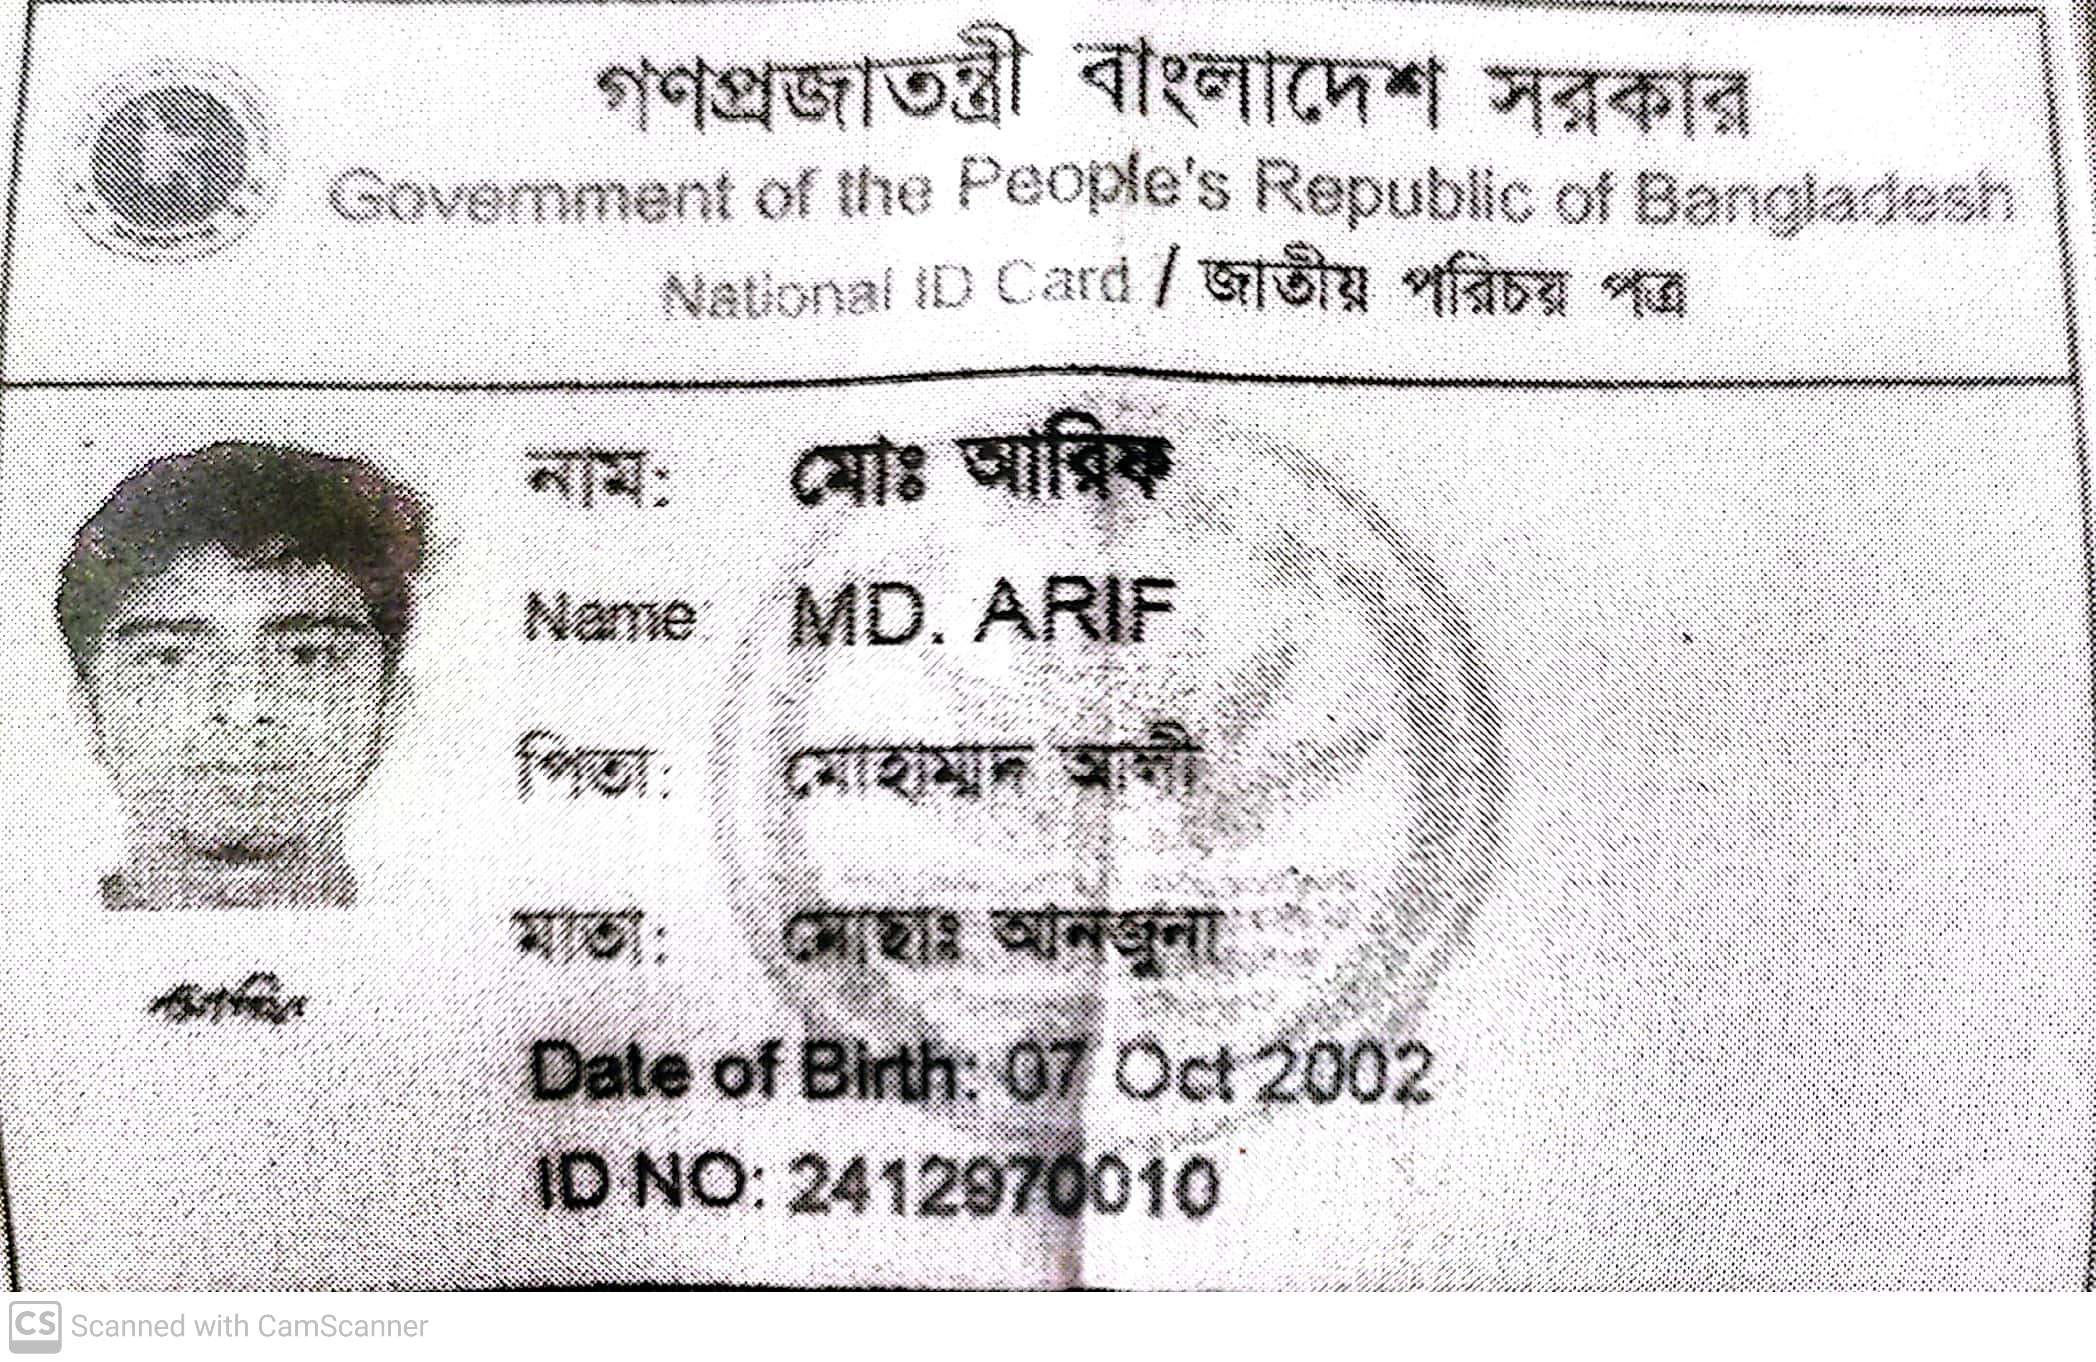 গণপ্রজাতন্ত্রী বাংলাদেশ সরকার
Government of the People's Republic of Bangladesh
National ID Card / জাতীয় পরিচয় পত্র
নাম: মোঃ আরিফ
Name: MD. ARIF
পিতা: মোহাম্মদ আলী
মাতা: মোছাঃ আনজুনা
Date of Birth: 07 Oct 2002
ID NO: 2412970010
CS Scanned with CamScanner